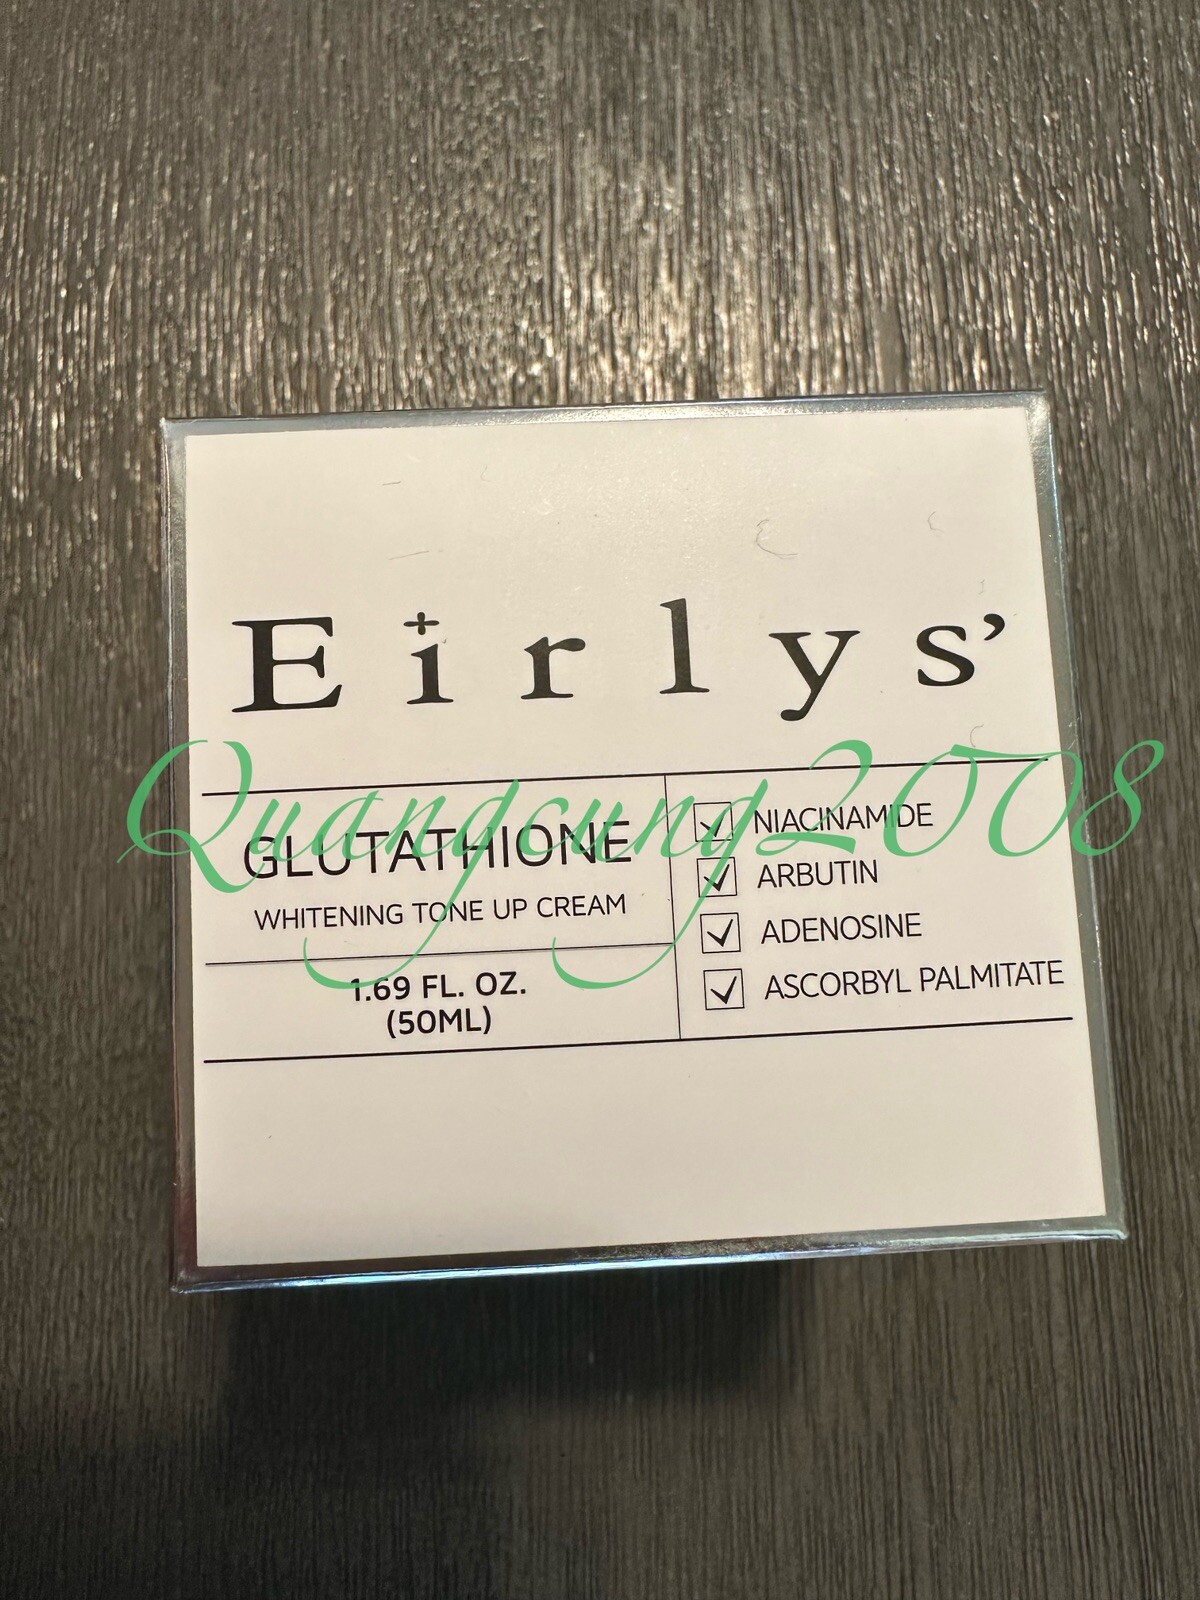 Eirlys’
Quangcung2008
GLUTATHIONE
WHITENING TONE UP CREAM
1.69 FL. OZ.
(50ML)
NIACINAMIDE
ARBUTIN
ADENOSINE
ASCORBYL PALMITATE